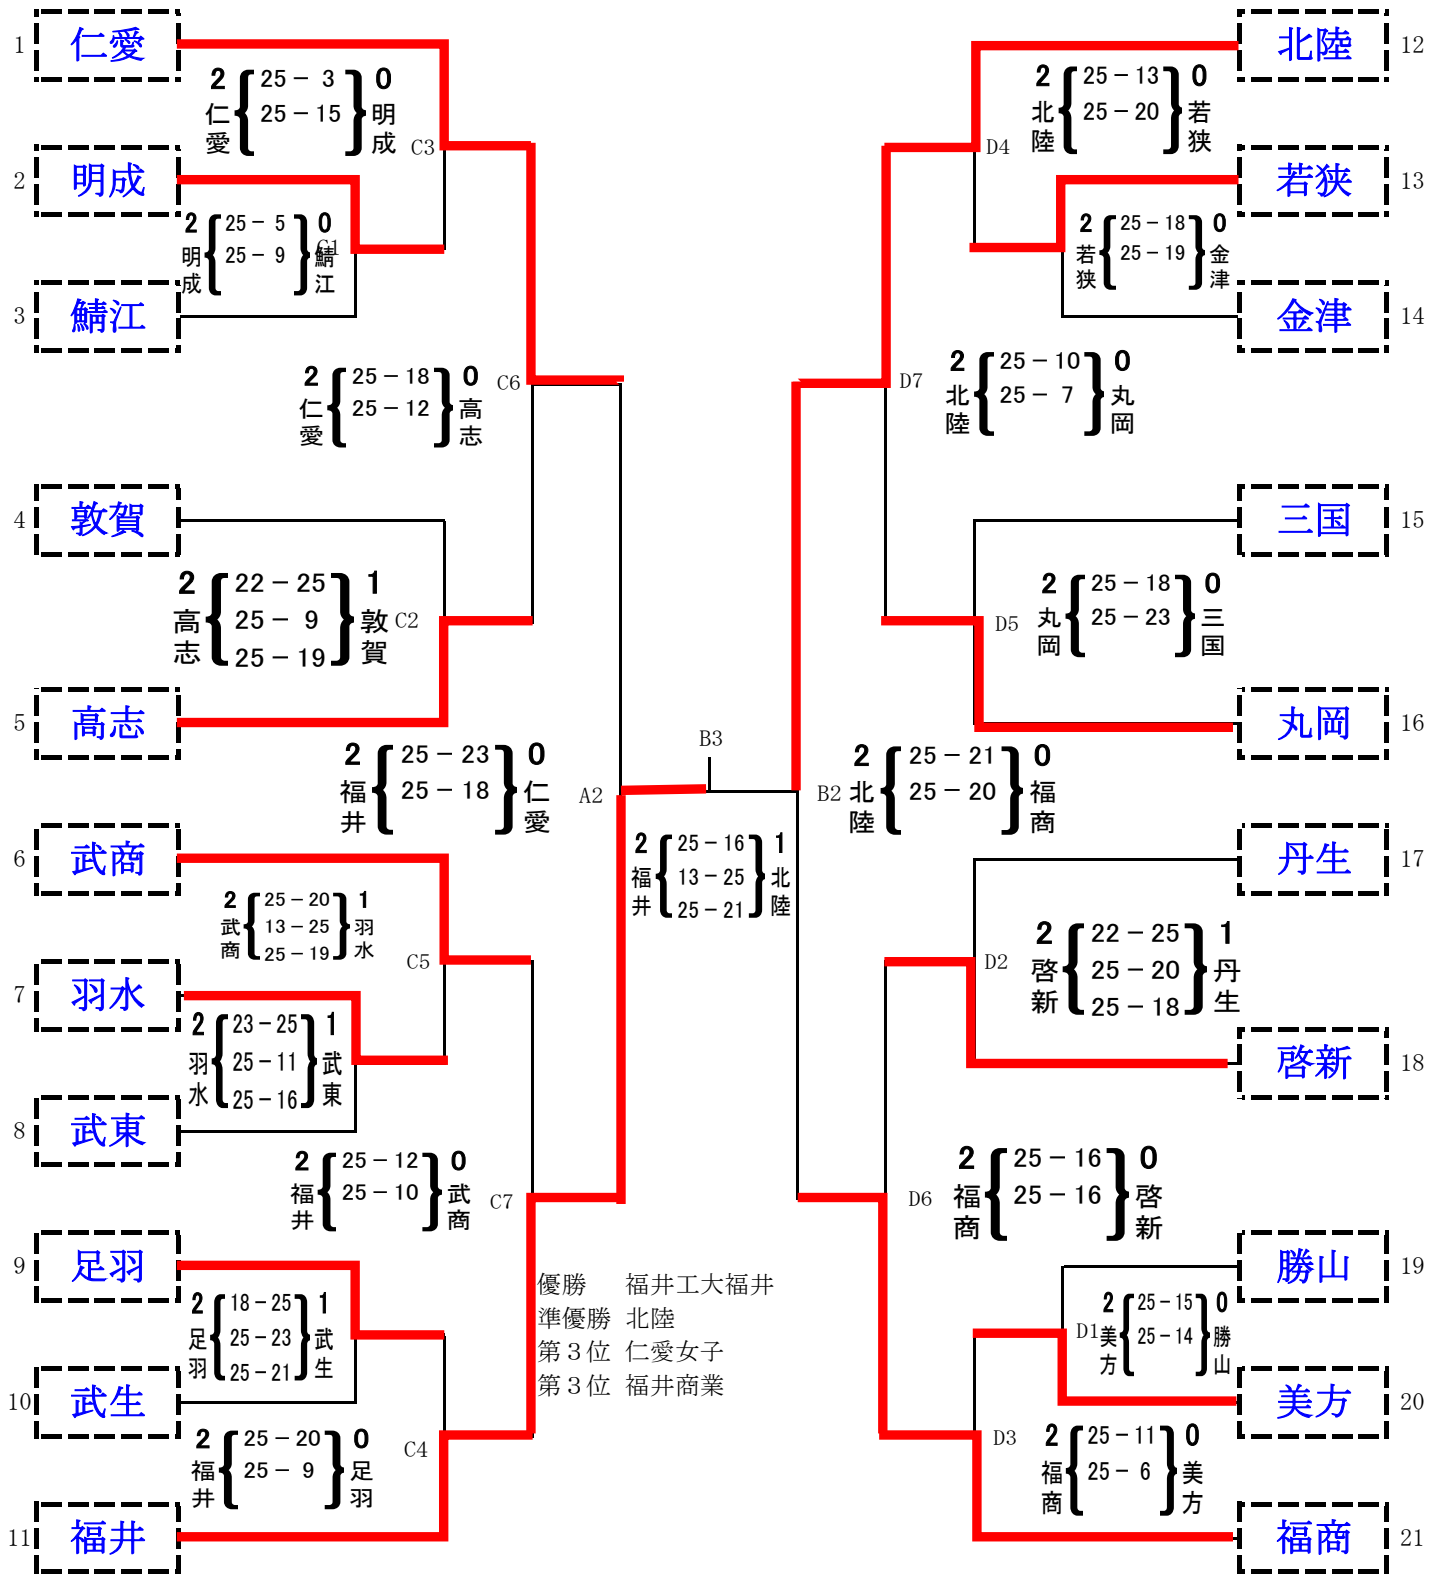 1 仁愛
2 { 25 − 3 } 0
仁愛 25 − 15 明成
C3
2 明成
2 { 25 − 5 } 0
明成 25 − 9 鯖江
C1
3 鯖江
2 { 25 − 18 } 0
仁愛 25 − 12 高志
C6
4 敦賀
2 { 22 − 25 } 1
高志 25 − 9 敦賀
25 − 19
C2
5 高志
2 { 25 − 23 } 0
福井 25 − 18 仁愛
A2
6 武商
2 { 25 − 20 } 1
武商 13 − 25 羽水
25 − 19
C5
7 羽水
2 { 23 − 25 } 1
羽水 25 − 11 武東
25 − 16
8 武東
2 { 25 − 12 } 0
福井 25 − 10 武商
C7
9 足羽
2 { 18 − 25 } 1
足羽 25 − 23 武生
25 − 21
10 武生
2 { 25 − 20 } 0
福井 25 − 9 足羽
C4
11 福井
B3
2 { 25 − 16 } 1
福井 13 − 25 北陸
25 − 21
優勝 福井工大福井
準優勝 北陸
第3位 仁愛女子
第3位 福井商業
北陸 12
2 { 25 − 13 } 0
北陸 25 − 20 若狭
D4
若狭 13
2 { 25 − 18 } 0
若狭 25 − 19 金津
金津 14
2 { 25 − 10 } 0
北陸 25 − 7 丸岡
D7
三国 15
2 { 25 − 18 } 0
丸岡 25 − 23 三国
D5
丸岡 16
2 { 25 − 21 } 0
北陸 25 − 20 福商
B2
丹生 17
2 { 22 − 25 } 1
啓新 25 − 20 丹生
25 − 18
D2
啓新 18
2 { 25 − 16 } 0
福商 25 − 16 啓新
D6
勝山 19
2 { 25 − 15 } 0
美方 25 − 14 勝山
D1
美方 20
2 { 25 − 11 } 0
福商 25 − 6 美方
D3
福商 21